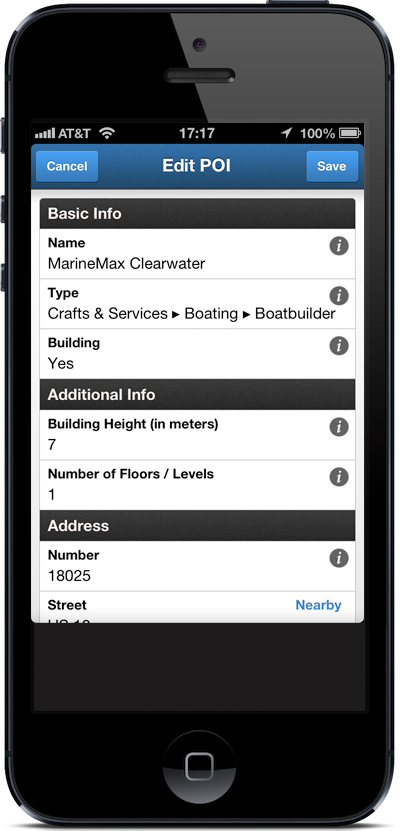 AT&T 17:17 100%
Cancel Edit POI Save
Basic Info
Name
MarineMax Clearwater
Type
Crafts & Services ▸ Boating ▸ Boatbuilder
Building
Yes
Additional Info
Building Height (in meters)
7
Number of Floors / Levels
1
Address
Number
18025
Street Nearby